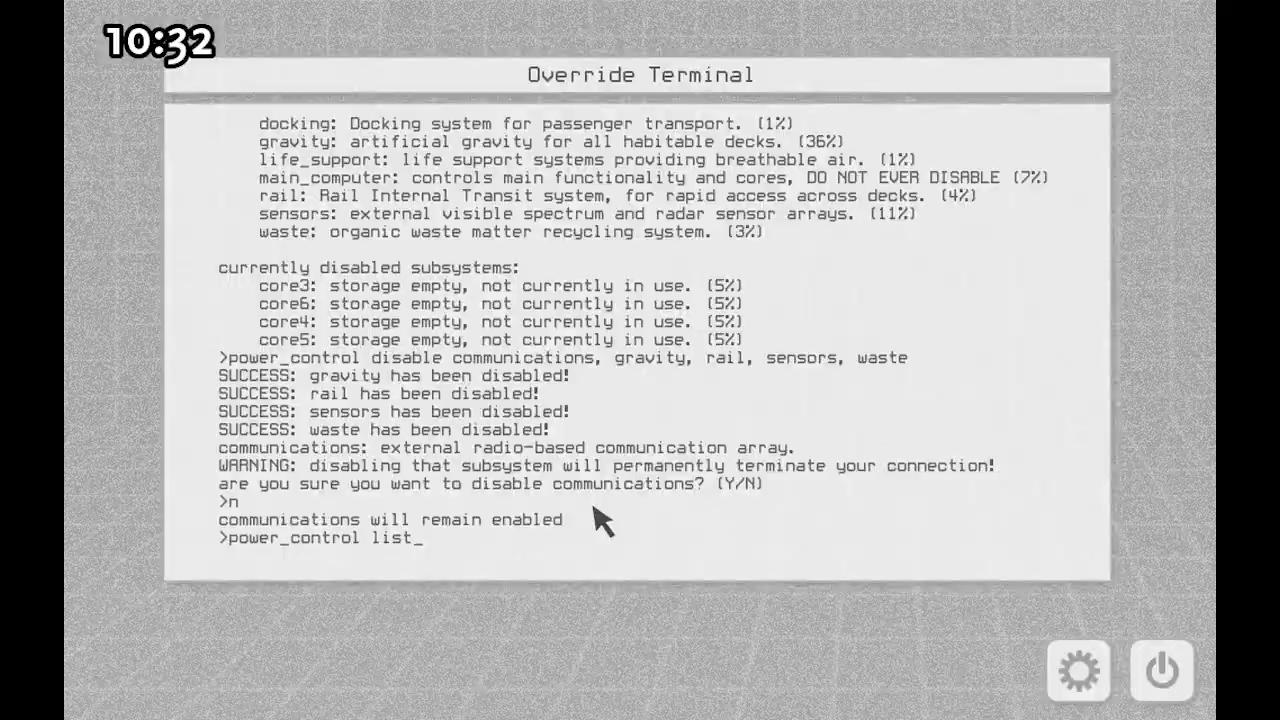 10:32
Override Terminal
docking: Docking system for passenger transport. (1%)
gravity: artificial gravity for all habitable decks. (36%)
life_support: life support systems providing breathable air. (1%)
main_computer: controls main functionality and cores, DO NOT EVER DISABLE (7%)
rail: Rail Internal Transit system, for rapid access across decks. (4%)
sensors: external visible spectrum and radar sensor arrays. (11%)
waste: organic waste matter recycling system. (3%)
currently disabled subsystems:
core3: storage empty, not currently in use. (5%)
core6: storage empty, not currently in use. (5%)
core4: storage empty, not currently in use. (5%)
core5: storage empty, not currently in use. (5%)
>power_control disable communications, gravity, rail, sensors, waste
SUCCESS: gravity has been disabled!
SUCCESS: rail has been disabled!
SUCCESS: sensors has been disabled!
SUCCESS: waste has been disabled!
communications: external radio-based communication array.
WARNING: disabling that subsystem will permanently terminate your connection!
are you sure you want to disable communications? (Y/N)
>n
communications will remain enabled
>power_control list_